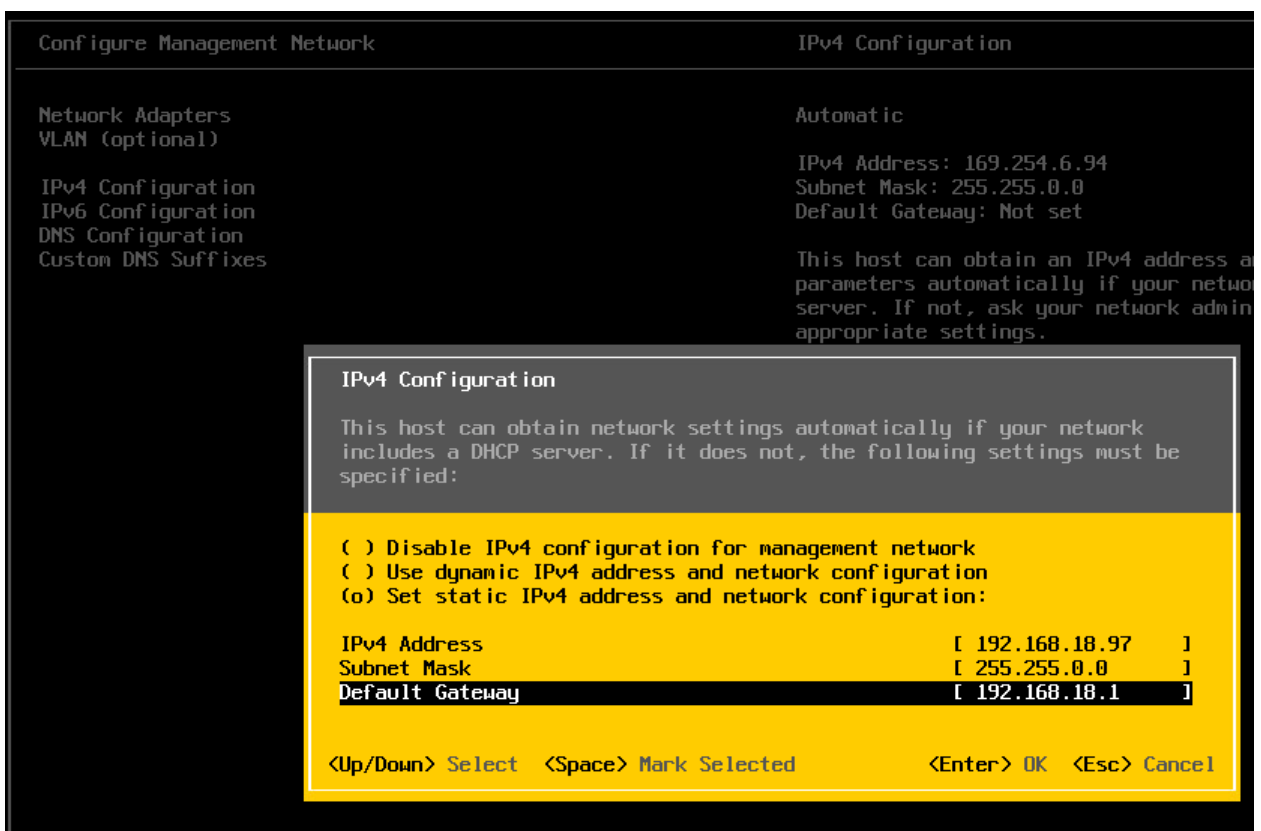 Configure Management Network
IPv4 Configuration
Network Adapters
VLAN (optional)
IPv4 Configuration
IPv6 Configuration
DNS Configuration
Custom DNS Suffixes
Automatic
IPv4 Address: 169.254.6.94
Subnet Mask: 255.255.0.0
Default Gateway: Not set
This host can obtain an IPv4 address
parameters automatically if your
server. If not, ask your network admin
appropriate settings.
IPv4 Configuration
This host can obtain network settings automatically if your network
includes a DHCP server. If it does not, the following settings must be
specified:
( ) Disable IPv4 configuration for management network
( ) Use dynamic IPv4 address and network configuration
(o) Set static IPv4 address and network configuration:
IPv4 Address [ 192.168.18.97 ]
Subnet Mask [ 255.255.0.0 ]
Default Gateway [ 192.168.18.1 ]
<Up/Down> Select <Space> Mark Selected <Enter> OK <Esc> Cancel